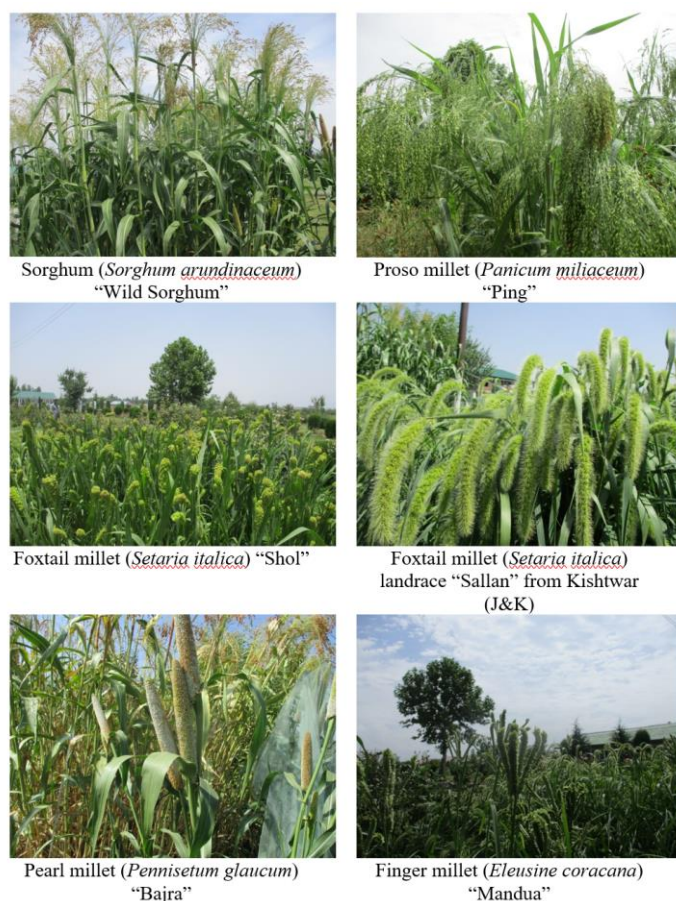 Sorghum (Sorghum arundinaceum)
“Wild Sorghum”
Proso millet (Panicum miliaceum)
“Ping”
Foxtail millet (Setaria italica) “Shol”
Foxtail millet (Setaria italica)
landrace “Sallan” from Kishtwar
(J&K)
Pearl millet (Pennisetum glaucum)
“Bajra”
Finger millet (Eleusine coracana)
“Mandua”